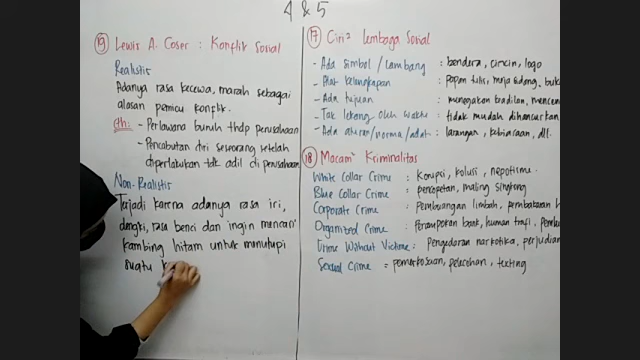 4 & 5
19 Lewis A. Coser : Konflik Sosial
Realistis
Adanya rasa kecewa, marah sebagai
alasan pemicu konflik.
- Perlawanan buruh thdp perusahaan
- Pencabutan diri seseorang setelah
diperlakukan tdk adil di perusahaan
Non-Realistis
Terjadi karna adanya rasa iri,
dengki, rasa benci dan ingin mencari
kambing hitam untuk menutupi
suatu k
17 Ciri² Lembaga Sosial
- Ada simbol / lambang : bendera, cincin, logo
- Alat kelengkapan : papan tulis, meja sidang, buk
- Ada tujuan : menegakan keadilan,
- Tak lekang oleh waktu : tidak mudah dihancurkan
- Ada aturan/norma/adat : larangan, kebiasaan, dll.
18 Macam² Kriminalitas
White Collar Crime : Korupsi, kolusi, nepotisme.
Blue Collar Crime : pencopetan, maling singkong
Corporate Crime : Pembuangan limbah, pembakaran h
Organized Crime : Perampokan bank, human traf
Crime Without Victims : Pengedaran narkotika, perjudian
Sexual Crime = pemerkosaan, pelecehan, texting